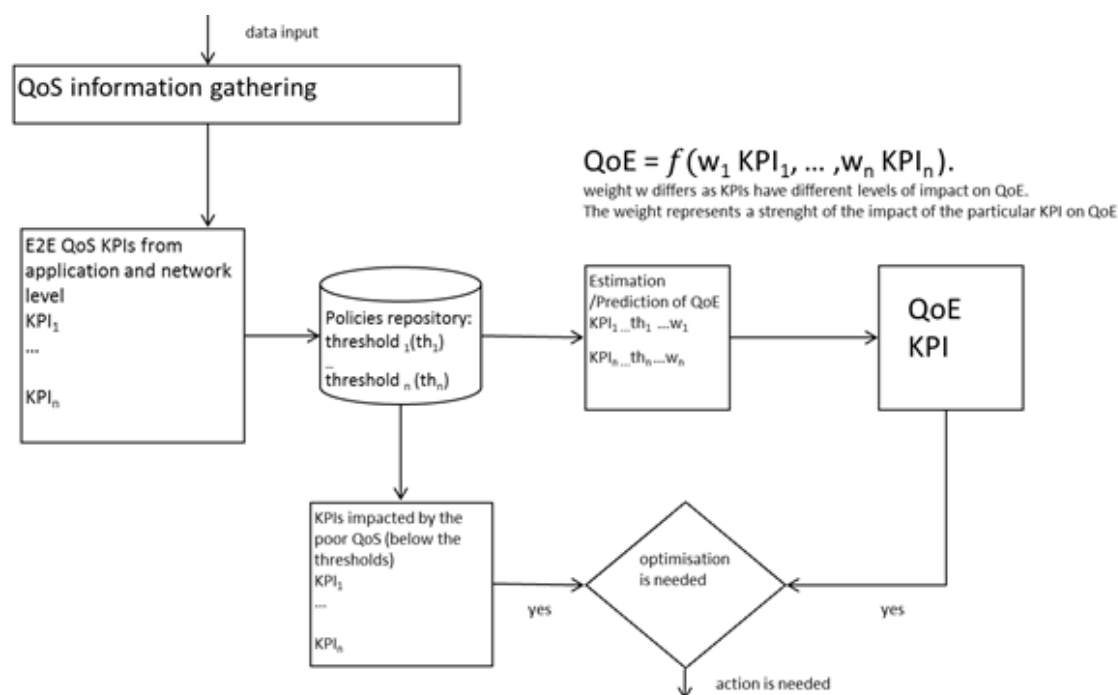 data input
QoS information gathering
QoE = f(w₁ KPI₁, … ,wₙ KPIₙ).
weight w differs as KPIs have different levels of impact on QoE.
The weight represents a strenght of the impact of the particular KPI on QoE
E2E QoS KPIs from
application and network
level
KPI₁
...
KPIₙ
Policies repository:
threshold ₁(th₁)
...
threshold ₙ (thₙ)
Estimation
/Prediction of QoE
KPI₁...th₁ ...w₁
KPIₙ...thₙ...wₙ
QoE
KPI
KPIs impacted by the
poor QoS (below the
thresholds)
KPI₁
...
KPIₙ
yes
optimisation
is needed
yes
action is needed